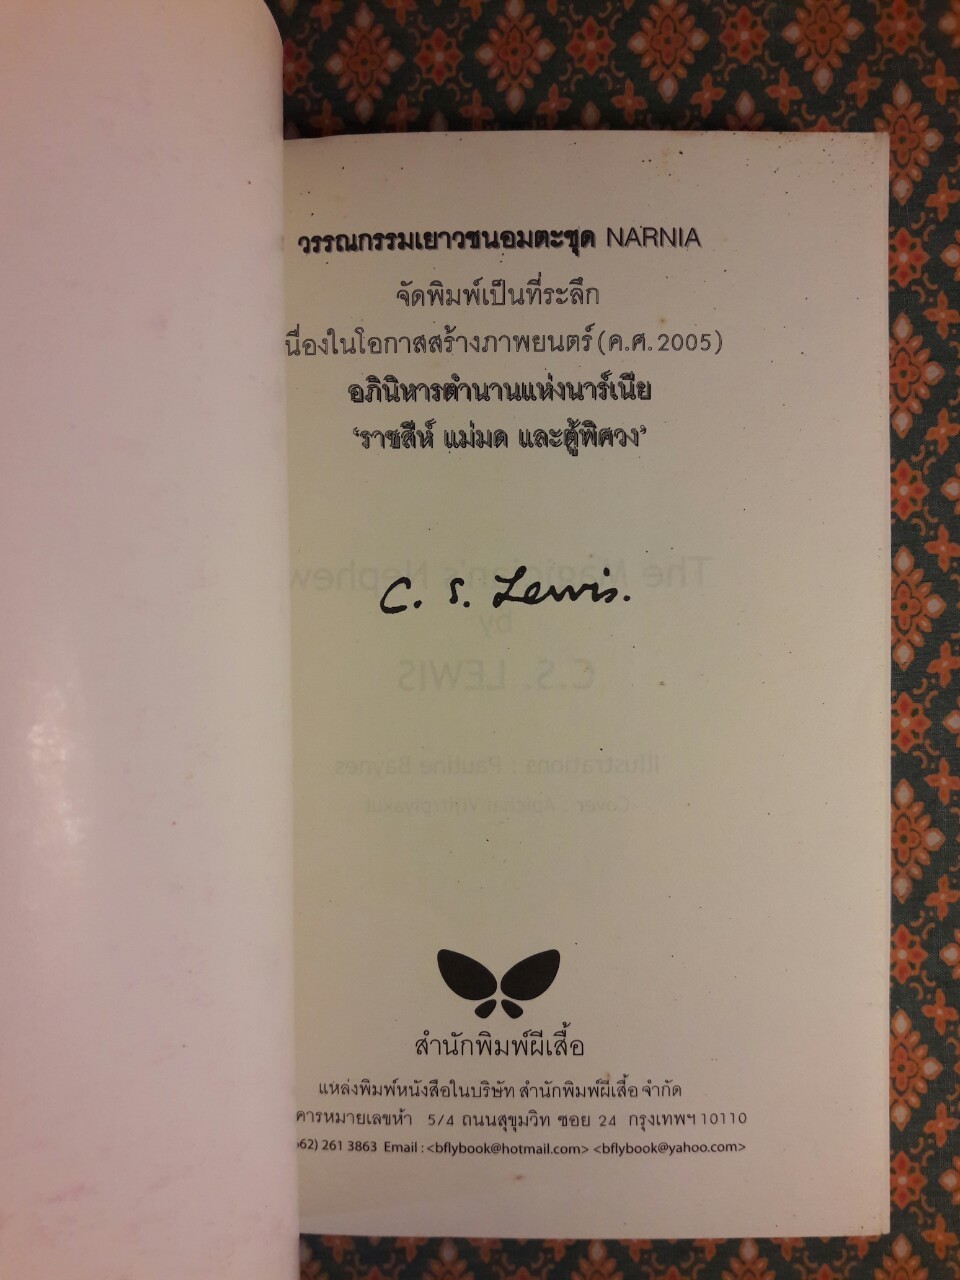 วรรณกรรมเยาวชนอมตะชุด NARNIA
จัดพิมพ์เป็นที่ระลึก
นื่องในโอกาสสร้างภาพยนตร์ (ค.ศ. 2005)
อภินิหารตำนานแห่งนาร์เนีย
‘ราชสีห์ แม่มด และตู้พิศวง’
The Magician's Nephew
C. S. Lewis.
by
C.S. LEWIS
Illustrations : Pauline Baynes
สำนักพิมพ์ผีเสื้อ
แหล่งพิมพ์หนังสือในบริษัท สำนักพิมพ์ผีเสื้อ จำกัด
คารหมายเลขห้า 5/4 ถนนสุขุมวิท ซอย 24 กรุงเทพฯ 10110
62) 261 3863 Email : <bflybook@hotmail.com> <bflybook@yahoo.com>